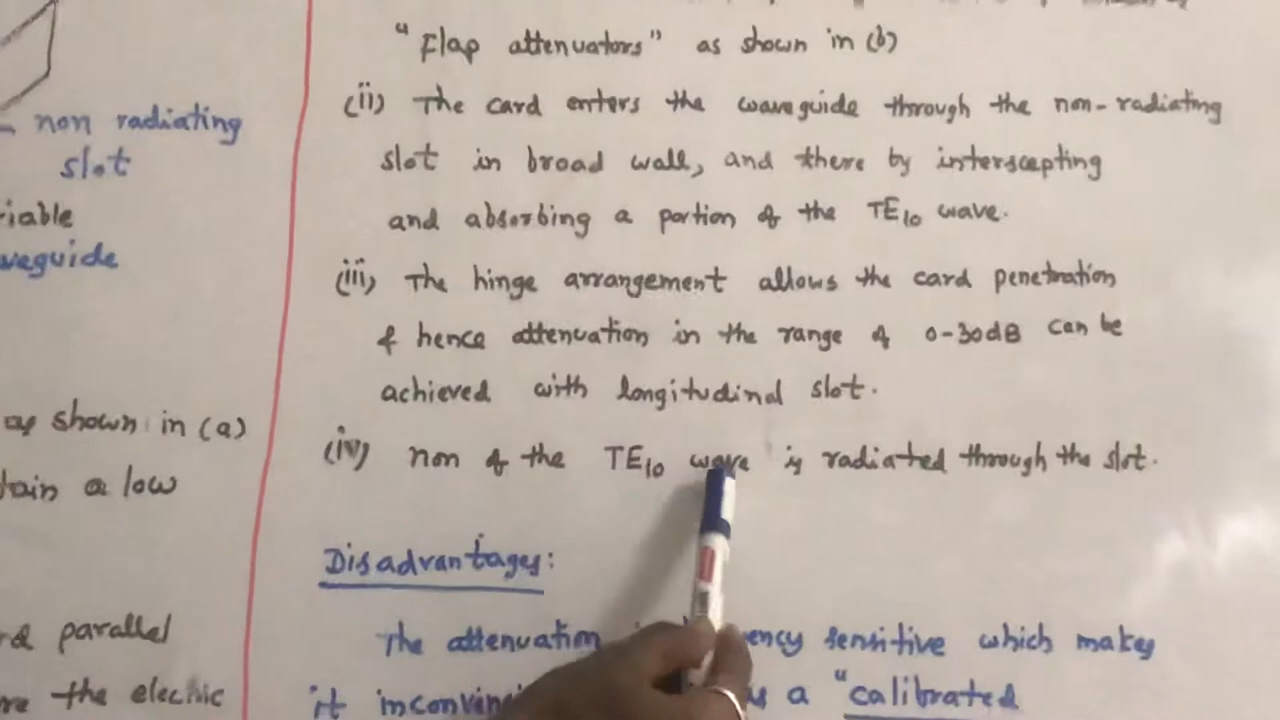 non radiating
slot
riable
veguide
as shown in (a)
tain a low
parallel
the electric
"flap attenuators" as shown in (b)
(ii) The card enters the waveguide through the non-radiating
slot in broad wall, and there by interscepting
and absorbing a portion of the TE10 wave.
(iii) The hinge arrangement allows the card penetration
& hence attenuation in the range of 0-30dB can be
achieved with longitudinal slot.
(iv) non of the TE10 wave is radiated through the slot.
Disadvantages:
The attenuation ency sensitive which makes
it inconveni a "calibrated